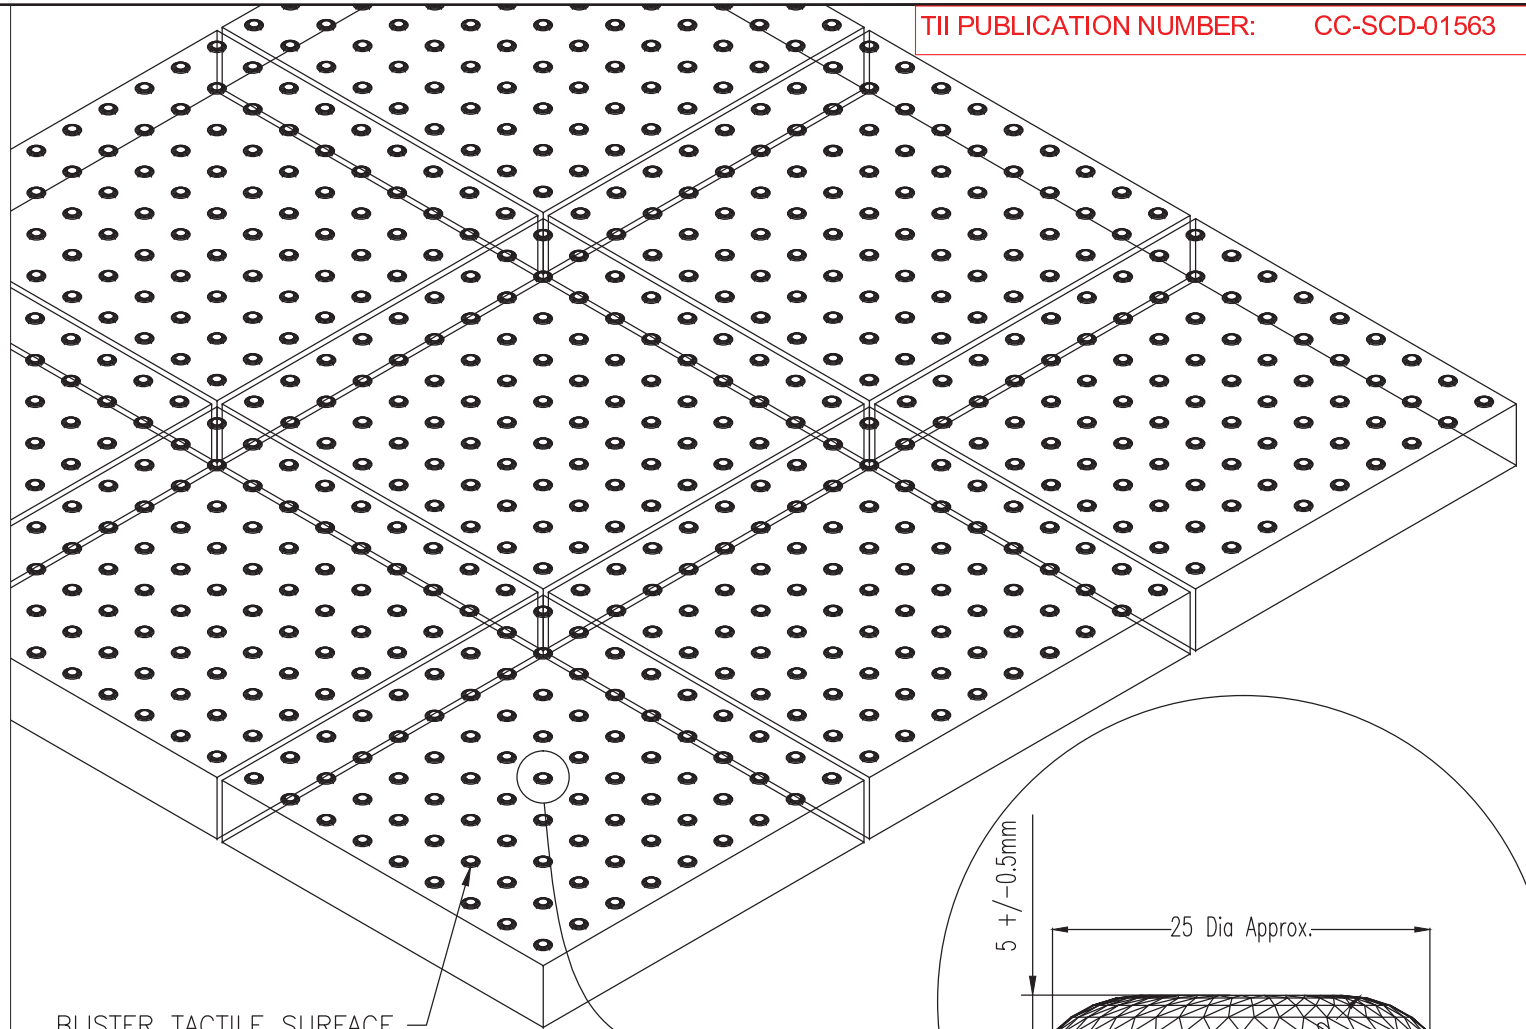 TII PUBLICATION NUMBER: CC-SCD-01563
5 +/-0.5mm
25 Dia Approx.
BLISTER TACTILE SURFACE